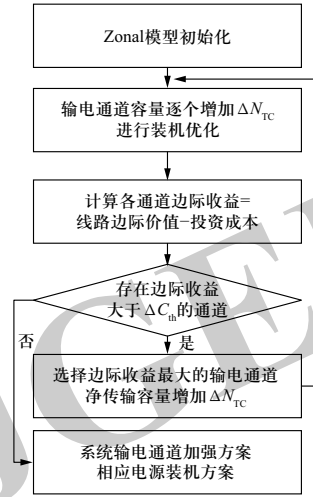 Zonal模型初始化
输电通道容量逐个增加ΔN_TC
进行装机优化
计算各通道边际收益=
线路边际价值−投资成本
存在边际收益
大于ΔC_th的通道
否
是
选择边际收益最大的输电通道
净传输容量增加ΔN_TC
系统输电通道加强方案
相应电源装机方案